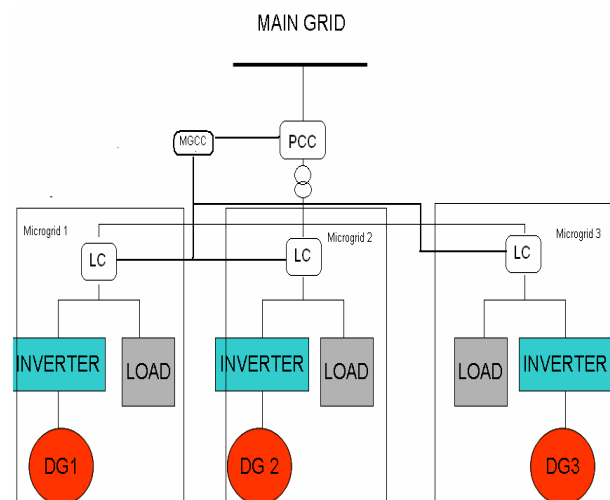 MAIN GRID
MGCC
PCC
Microgrid 1
Microgrid 2
Microgrid 3
LC
LC
LC
INVERTER
LOAD
INVERTER
LOAD
LOAD
INVERTER
DG1
DG 2
DG3